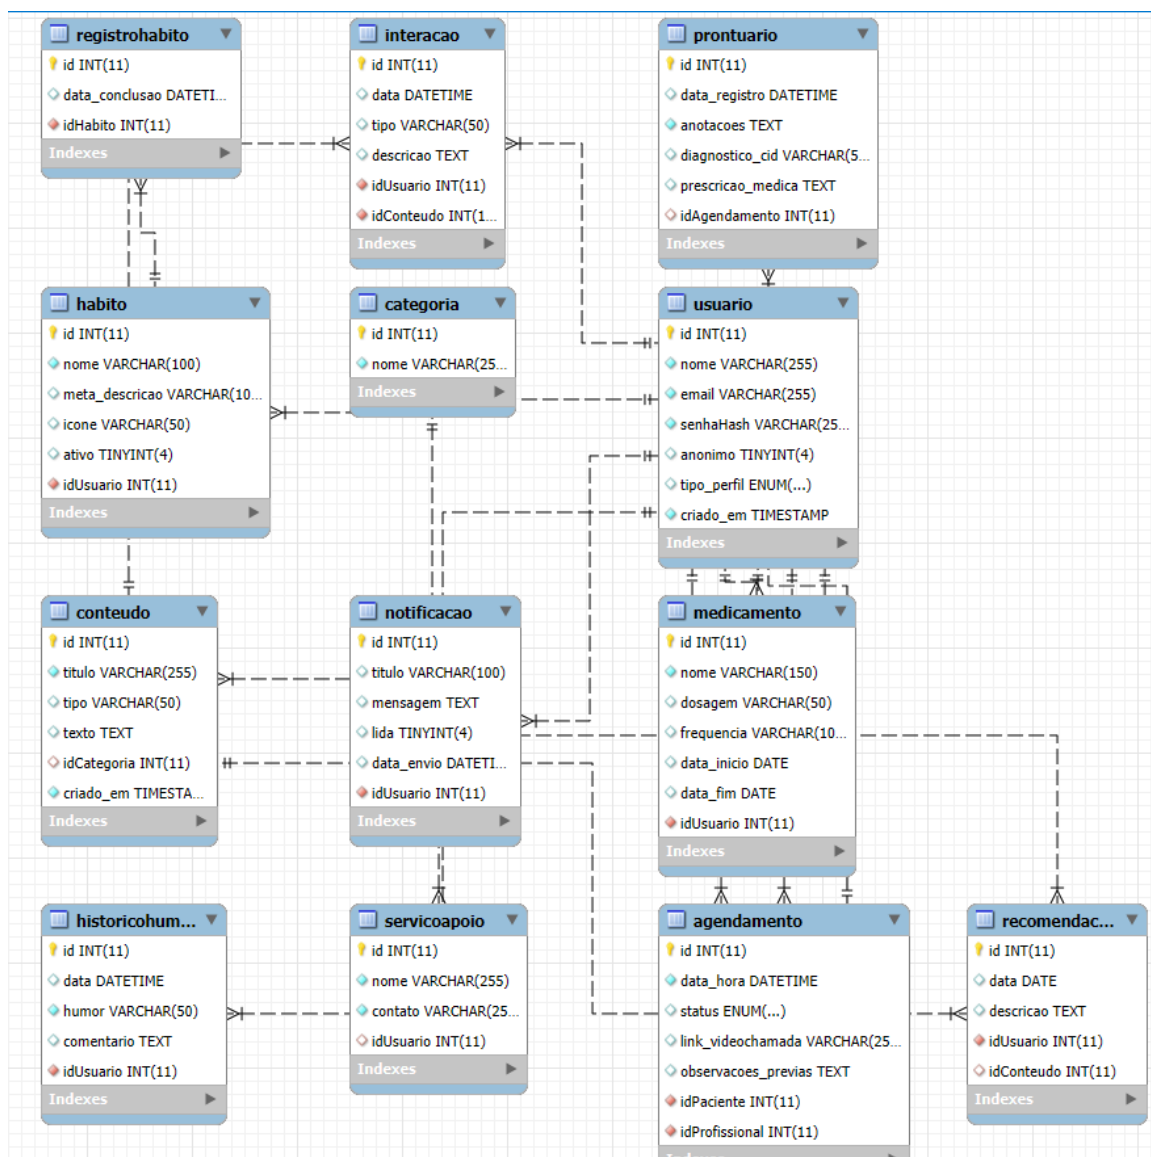 registrohabito
id INT(11)
data_conclusao DATETI...
idHabito INT(11)
Indexes
interacao
id INT(11)
data DATETIME
tipo VARCHAR(50)
descricao TEXT
idUsuario INT(11)
idConteudo INT(1...
Indexes
prontuario
id INT(11)
data_registro DATETIME
anotacoes TEXT
diagnostico_cid VARCHAR(5...
prescricao_medica TEXT
idAgendamento INT(11)
Indexes
habito
id INT(11)
nome VARCHAR(100)
meta_descricao VARCHAR(10...
icone VARCHAR(50)
ativo TINYINT(4)
idUsuario INT(11)
Indexes
categoria
id INT(11)
nome VARCHAR(25...
Indexes
usuario
id INT(11)
nome VARCHAR(255)
email VARCHAR(255)
senhaHash VARCHAR(25...
anonimo TINYINT(4)
tipo_perfil ENUM(...)
criado_em TIMESTAMP
Indexes
conteudo
id INT(11)
titulo VARCHAR(255)
tipo VARCHAR(50)
texto TEXT
idCategoria INT(11)
criado_em TIMESTA...
Indexes
notificacao
id INT(11)
titulo VARCHAR(100)
mensagem TEXT
lida TINYINT(4)
data_envio DATETI...
idUsuario INT(11)
Indexes
medicamento
id INT(11)
nome VARCHAR(150)
dosagem VARCHAR(50)
frequencia VARCHAR(10...
data_inicio DATE
data_fim DATE
idUsuario INT(11)
Indexes
historicohum...
id INT(11)
data DATETIME
humor VARCHAR(50)
comentario TEXT
idUsuario INT(11)
Indexes
servicoapoio
id INT(11)
nome VARCHAR(255)
contato VARCHAR(25...
idUsuario INT(11)
Indexes
agendamento
id INT(11)
data_hora DATETIME
status ENUM(...)
link_videochamada VARCHAR(25...
observacoes_previas TEXT
idPaciente INT(11)
idProfissional INT(11)
Indexes
recomendac...
id INT(11)
data DATE
descricao TEXT
idUsuario INT(11)
idConteudo INT(11)
Indexes